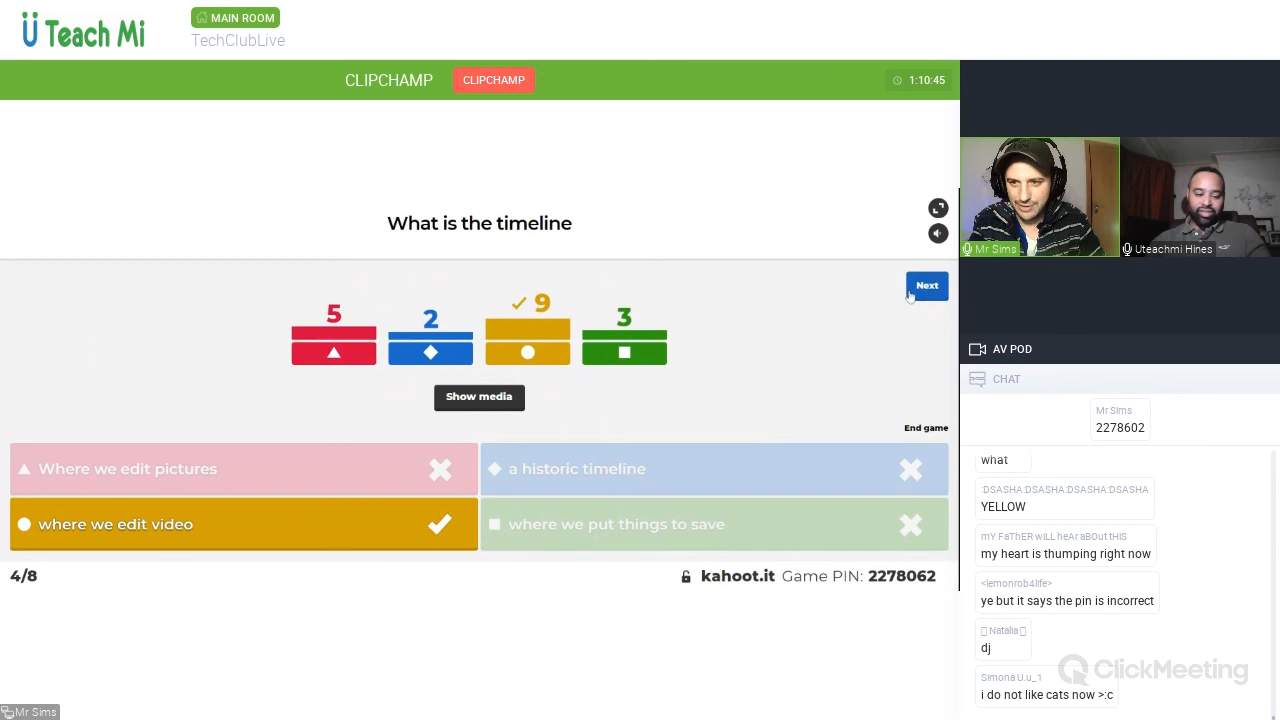 Ü Teach Mi
MAIN ROOM
TechClubLive
CLIPCHAMP
CLIPCHAMP
1:10:45
What is the timeline
Next
5
2
9
3
Show media
End game
Where we edit pictures
a historic timeline
where we edit video
where we put things to save
4/8
kahoot.it Game PIN: 2278062
Mr Sims
Mr Sims
Uteachmi Hines
AV POD
CHAT
Mr Sims
2278602
what
:DSASHA:DSASHA:DSASHA:DSASHA
YELLOW
mY FaThER wiLL heAr aBOut tHIS
my heart is thumping right now
<lemonrob4life>
ye but it says the pin is incorrect
Natalia
dj
Simona U.u_1
i do not like cats now >:c
ClickMeeting